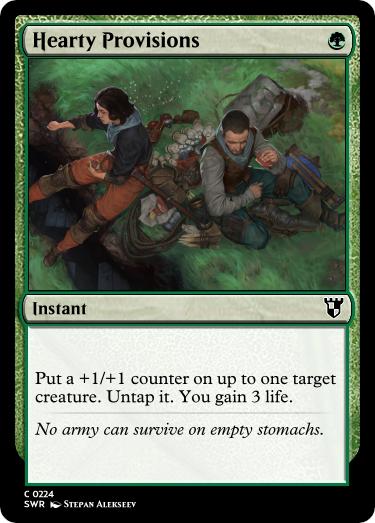 Hearty Provisions
Instant
Put a +1/+1 counter on up to one target
creature. Untap it. You gain 3 life.
No army can survive on empty stomachs.
C 0224
SWR Stepan Alekseev